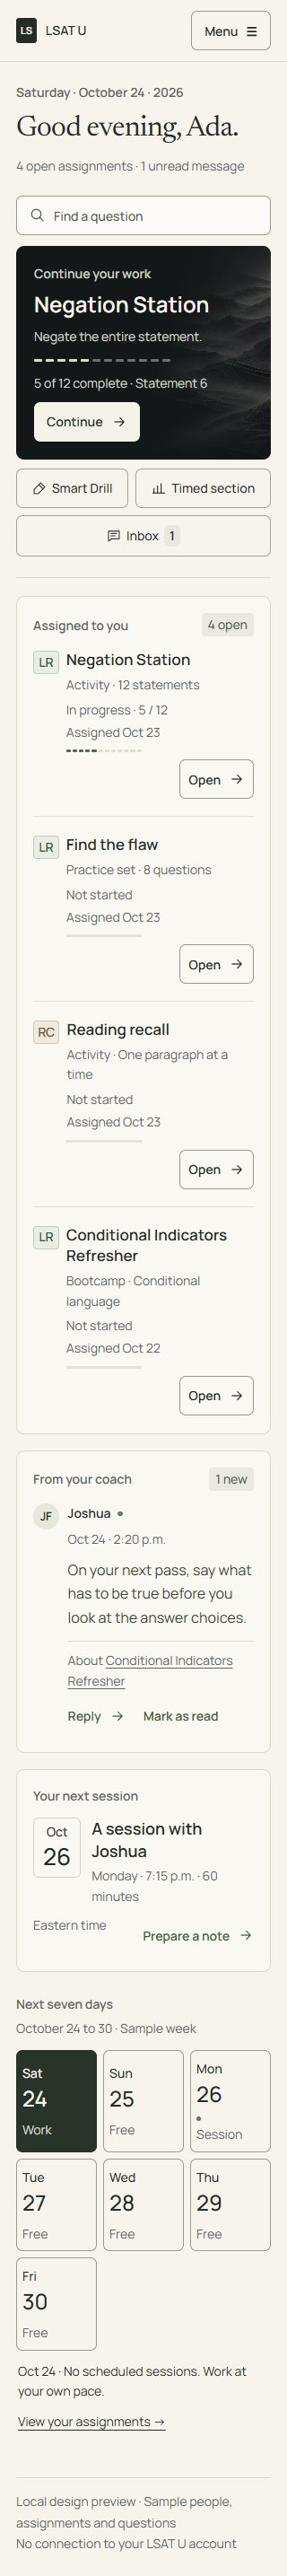 LS LSAT U Menu
Saturday · October 24 · 2026
Good evening, Ada.
4 open assignments · 1 unread message
Find a question
Continue your work
Negation Station
Negate the entire statement.
5 of 12 complete · Statement 6
Continue →
Smart Drill Timed section
Inbox 1
Assigned to you 4 open
LR Negation Station
Activity · 12 statements
In progress · 5 / 12
Assigned Oct 23
Open →
LR Find the flaw
Practice set · 8 questions
Not started
Assigned Oct 23
Open →
RC Reading recall
Activity · One paragraph at a
time
Not started
Assigned Oct 23
Open →
LR Conditional Indicators
Refresher
Bootcamp · Conditional
language
Not started
Assigned Oct 22
Open →
From your coach 1 new
JF Joshua
Oct 24 · 2:20 p.m.
On your next pass, say what
has to be true before you
look at the answer choices.
About Conditional Indicators
Refresher
Reply → Mark as read
Your next session
Oct
26
A session with
Joshua
Monday · 7:15 p.m. · 60
minutes
Eastern time
Prepare a note →
Next seven days
October 24 to 30 · Sample week
Sat
24
Work
Sun
25
Free
Mon
26
Session
Tue
27
Free
Wed
28
Free
Thu
29
Free
Fri
30
Free
Oct 24 · No scheduled sessions. Work at
your own pace.
View your assignments →
Local design preview · Sample people,
assignments and questions
No connection to your LSAT U account